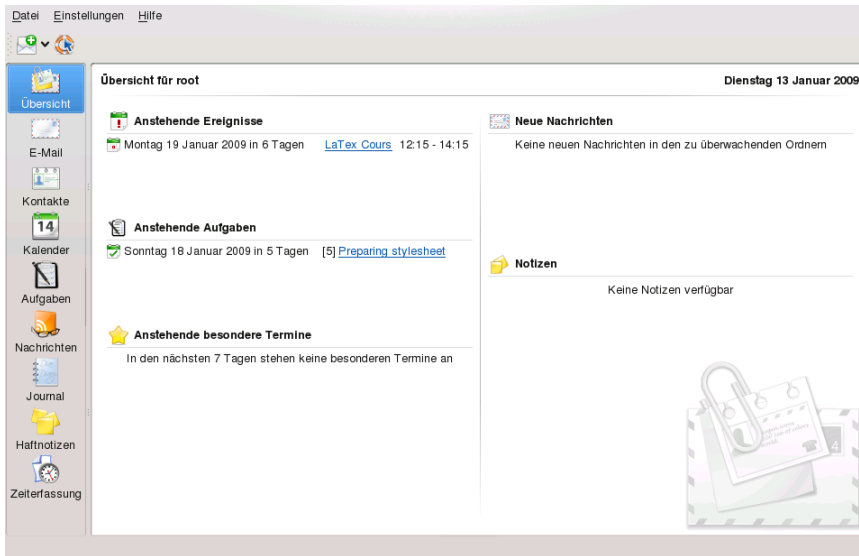 Datei Einstellungen Hilfe
Übersicht
E-Mail
Kontakte
14
Kalender
Aufgaben
Nachrichten
Journal
Haftnotizen
Zeiterfassung
Übersicht für root
Dienstag 13 Januar 2009
Anstehende Ereignisse
Montag 19 Januar 2009 in 6 Tagen LaTex Cours 12:15 - 14:15
Anstehende Aufgaben
Sonntag 18 Januar 2009 in 5 Tagen [5] Preparing stylesheet
Anstehende besondere Termine
In den nächsten 7 Tagen stehen keine besonderen Termine an
Neue Nachrichten
Keine neuen Nachrichten in den zu überwachenden Ordnern
Notizen
Keine Notizen verfügbar
4